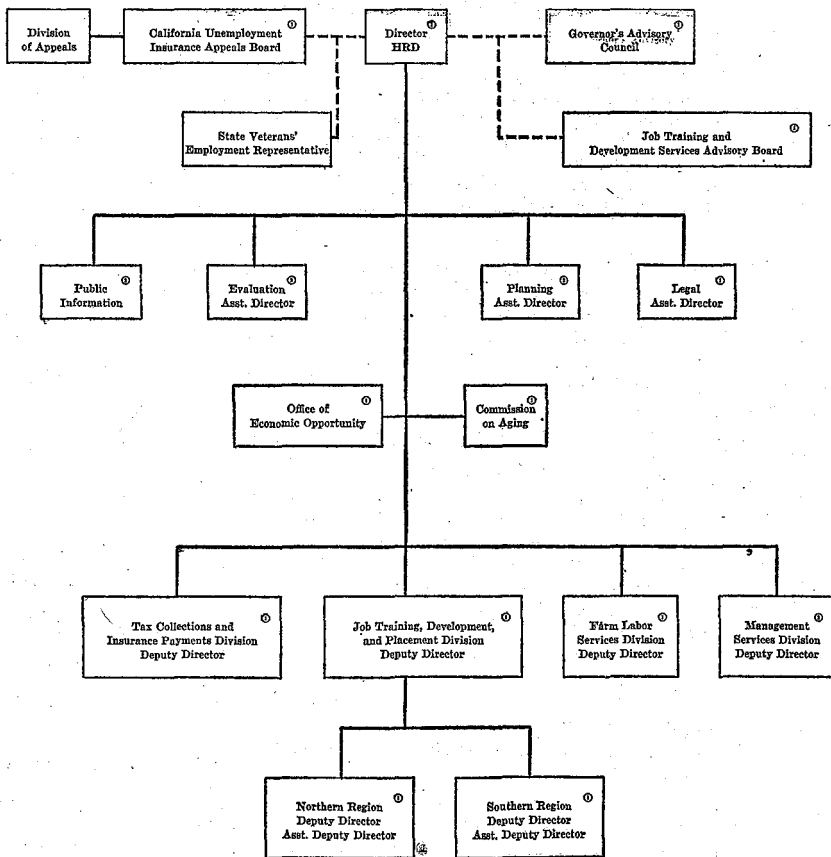 Division
of Appeals
California Unemployment
Insurance Appeals Board
Director
HRD
Governor's Advisory
Council
State Veterans'
Employment Representative
Job Training and
Development Services Advisory Board
Public
Information
Evaluation
Asst. Director
Planning
Asst. Director
Legal
Asst. Director
Office of
Economic Opportunity
Commission
on Aging
Tax Collections and
Insurance Payments Division
Deputy Director
Job Training, Development,
and Placement Division
Deputy Director
Farm Labor
Services Division
Deputy Director
Management
Services Division
Deputy Director
Northern Region
Deputy Director
Asst. Deputy Director
Southern Region
Deputy Director
Asst. Deputy Director